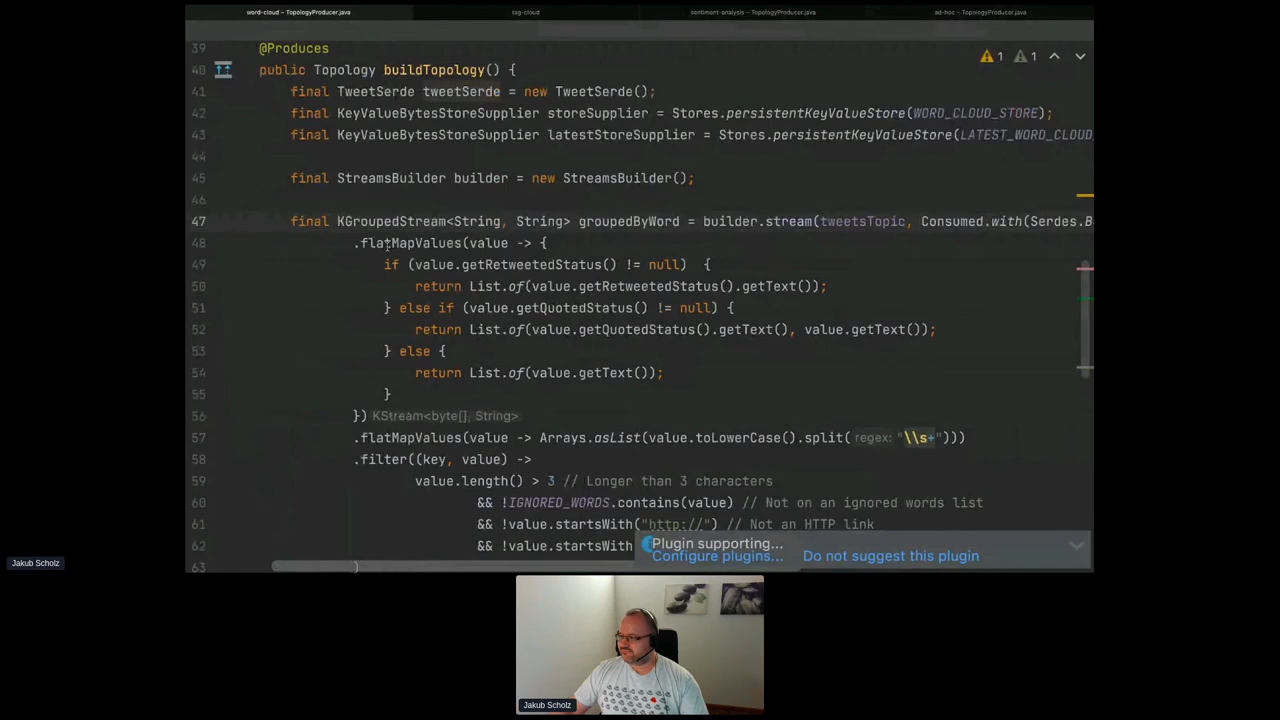 word-cloud – TopologyProducer.java
tag-cloud
sentiment-analysis – TopologyProducer.java
ad-hoc – TopologyProducer.java
39 @Produces
40 public Topology buildTopology() {
41 final TweetSerde tweetSerde = new TweetSerde();
42 final KeyValueBytesStoreSupplier storeSupplier = Stores.persistentKeyValueStore(WORD_CLOUD_STORE);
43 final KeyValueBytesStoreSupplier latestStoreSupplier = Stores.persistentKeyValueStore(LATEST_WORD_CLOUD_
44
45 final StreamsBuilder builder = new StreamsBuilder();
46
47 final KGroupedStream<String, String> groupedByWord = builder.stream(tweetsTopic, Consumed.with(Serdes.B
48 .flatMapValues(value -> {
49 if (value.getRetweetedStatus() != null) {
50 return List.of(value.getRetweetedStatus().getText());
51 } else if (value.getQuotedStatus() != null) {
52 return List.of(value.getQuotedStatus().getText(), value.getText());
53 } else {
54 return List.of(value.getText());
55 }
56 }) KStream<byte[], String>
57 .flatMapValues(value -> Arrays.asList(value.toLowerCase().split( regex: "\\s+")))
58 .filter((key, value) ->
59 value.length() > 3 // Longer than 3 characters
60 && !IGNORED_WORDS.contains(value) // Not on an ignored words list
61 && !value.startsWith("http://") // Not an HTTP link
62 && !value.startsWith
63 )
1 1
Plugin supporting...
Configure plugins... Do not suggest this plugin
Jakub Scholz
Jakub Scholz